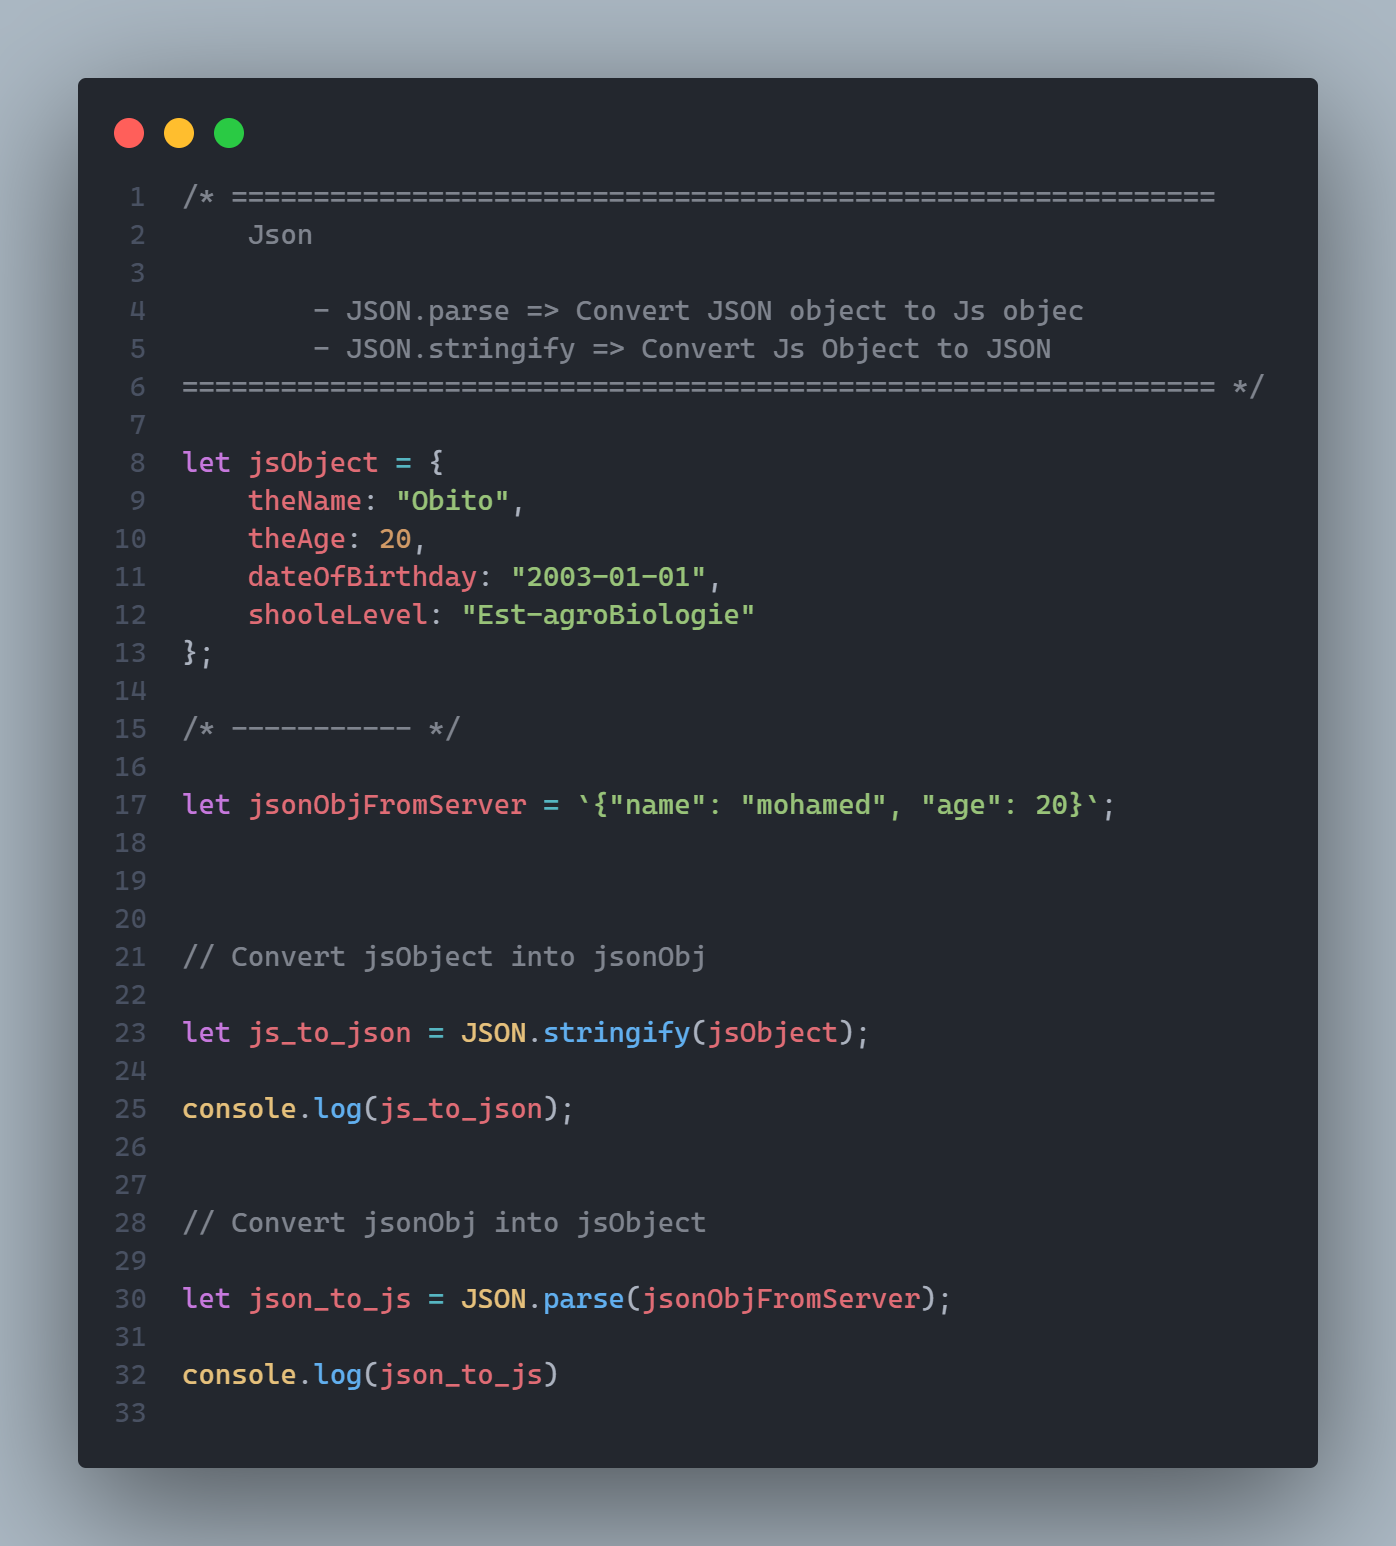 1 /* ============================================================
2     Json
3
4         - JSON.parse => Convert JSON object to Js objec
5         - JSON.stringify => Convert Js Object to JSON
6 =============================================================== */
7
8 let jsObject = {
9     theName: "Obito",
10     theAge: 20,
11     dateOfBirthday: "2003-01-01",
12     shooleLevel: "Est-agroBiologie"
13 };
14
15 /* ----------- */
16
17 let jsonObjFromServer = `{"name": "mohamed", "age": 20}`;
18
19
20
21 // Convert jsObject into jsonObj
22
23 let js_to_json = JSON.stringify(jsObject);
24
25 console.log(js_to_json);
26
27
28 // Convert jsonObj into jsObject
29
30 let json_to_js = JSON.parse(jsonObjFromServer);
31
32 console.log(json_to_js)
33